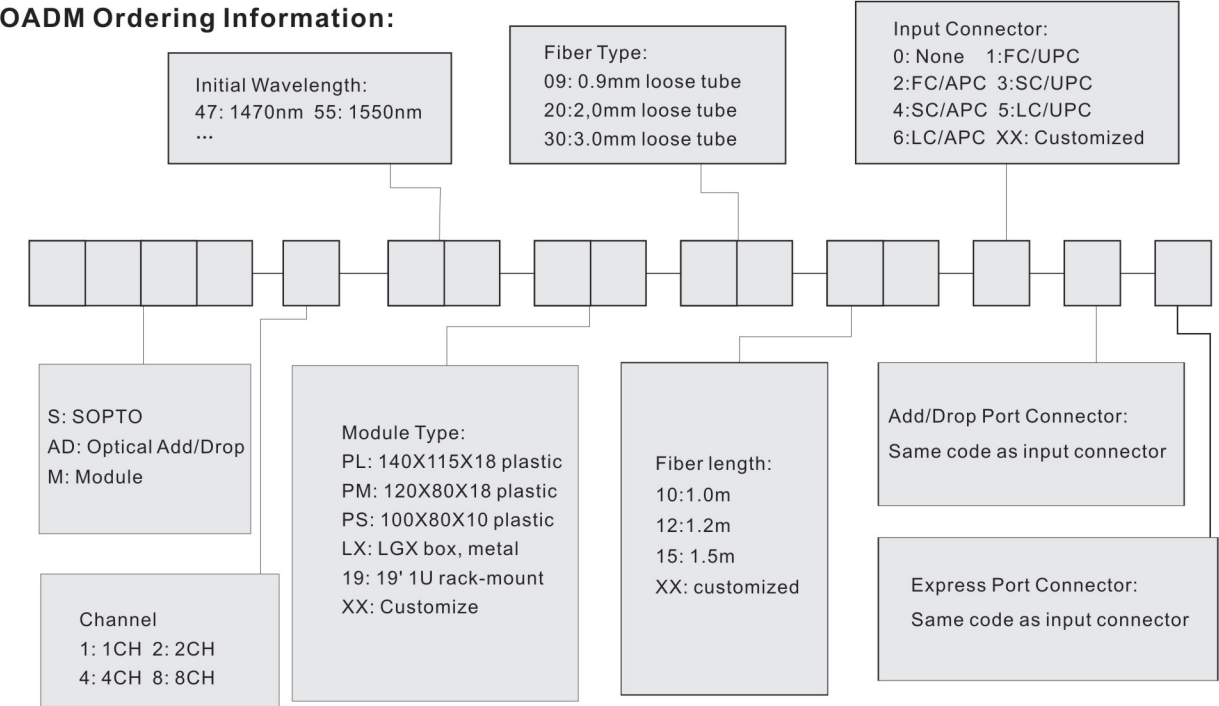 OADM Ordering Information:
Initial Wavelength:
47: 1470nm 55: 1550nm
...
Fiber Type:
09: 0.9mm loose tube
20:2,0mm loose tube
30:3.0mm loose tube
Input Connector:
0: None 1:FC/UPC
2:FC/APC 3:SC/UPC
4:SC/APC 5:LC/UPC
6:LC/APC XX: Customized
S: SOPTO
AD: Optical Add/Drop
M: Module
Channel
1: 1CH 2: 2CH
4: 4CH 8: 8CH
Module Type:
PL: 140X115X18 plastic
PM: 120X80X18 plastic
PS: 100X80X10 plastic
LX: LGX box, metal
19: 19' 1U rack-mount
XX: Customize
Fiber length:
10:1.0m
12:1.2m
15: 1.5m
XX: customized
Add/Drop Port Connector:
Same code as input connector
Express Port Connector:
Same code as input connector